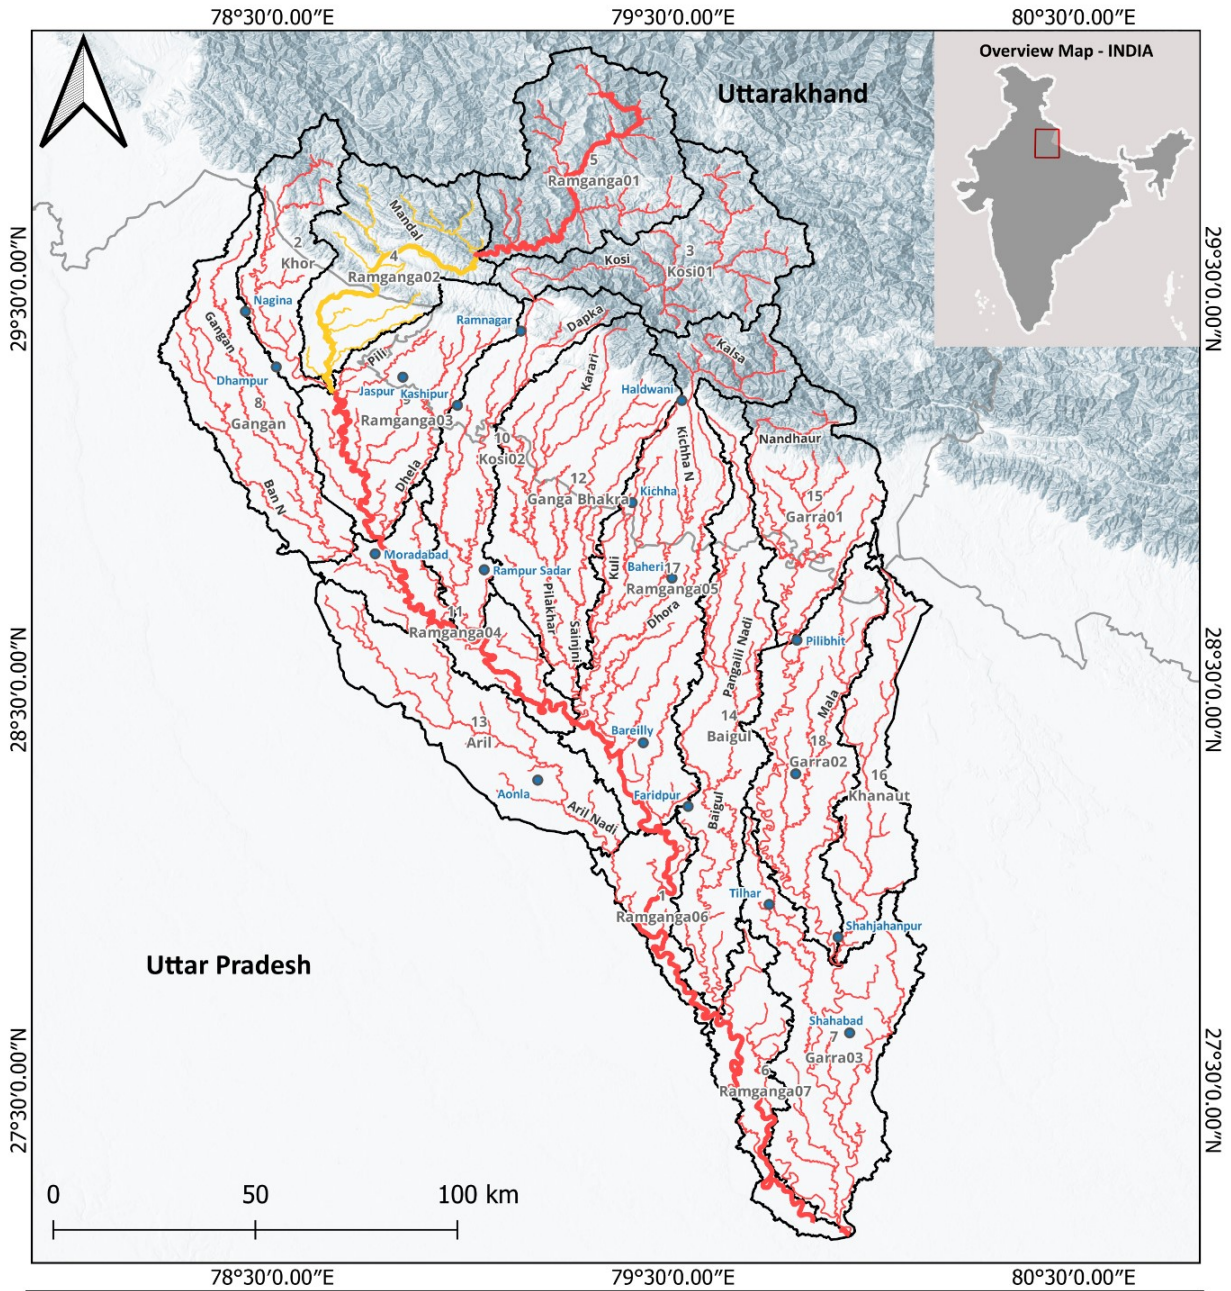 78°30′0.00″E
79°30′0.00″E
80°30′0.00″E
Overview Map - INDIA
Uttarakhand
5
Ramganga01
Mandal
2
Khor
4
Ramganga02
Kosi
3
Kosi01
29°30′0.00″N
29°30′0.00″N
Nagina
Gangan
Ramnagar
Dapka
Kalsa
Pili
Karari
Dhampur
Jaspur
Kashipur
Haldwani
8
Gangan
9
Ramganga03
10
Kosi02
Nandhaur
Kichha N
Dhela
12
Ganga Bhakra
Kichha
15
Garra01
Ban N
Moradabad
Rampur Sadar
Kuli
Baheri
17
Ramganga05
Pilakhar
Sainjni
Dhora
11
Ramganga04
Pangaili Nadi
Pilibhit
28°30′0.00″N
28°30′0.00″N
Mala
13
Aril
Bareilly
14
Baigul
18
Garra02
16
Khanaut
Aonla
Aril Nadi
Faridpur
Baigul
1
Ramganga06
Tilhar
Shahjahanpur
Uttar Pradesh
Shahabad
7
Garra03
6
Ramganga07
27°30′0.00″N
27°30′0.00″N
0 50 100 km
78°30′0.00″E
79°30′0.00″E
80°30′0.00″E